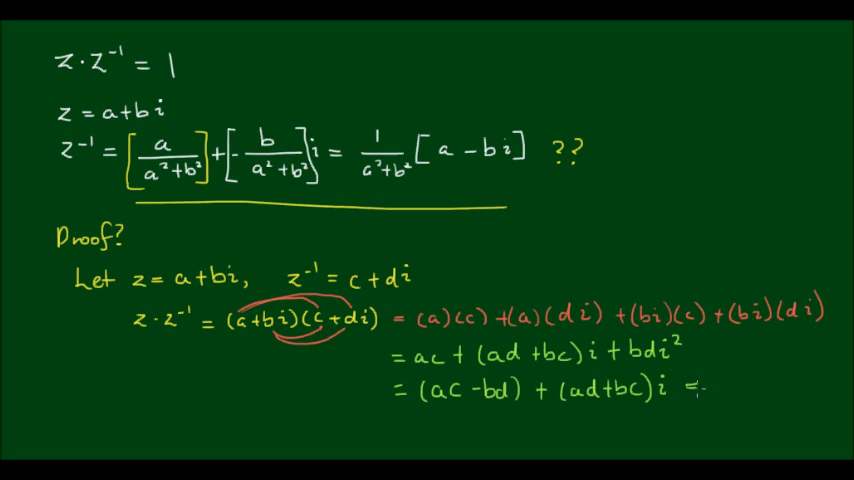 z · z⁻¹ = 1
z = a+bi
z⁻¹ = [a/(a²+b²)] + [-b/(a²+b²)]i = 1/(a²+b²) [a - bi] ??
Proof?
Let z = a+bi, z⁻¹ = c+di
z · z⁻¹ = (a+bi)(c+di) = (a)(c) + (a)(di) + (bi)(c) + (bi)(di)
= ac + (ad + bc)i + bdi²
= (ac - bd) + (ad+bc)i =